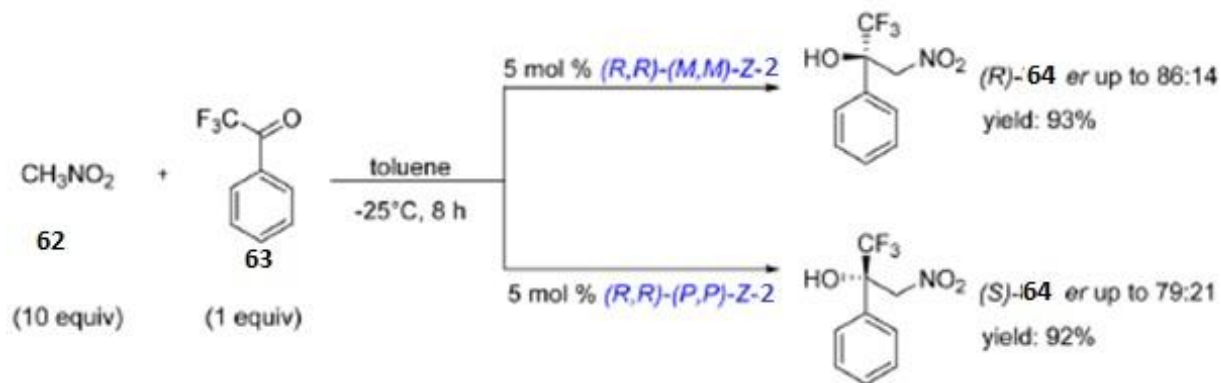 CH₃NO₂
62
(10 equiv)
+
F₃C
O
63
(1 equiv)
toluene
-25°C, 8 h
5 mol % (R,R)-(M,M)-Z-2
CF₃
HO
NO₂
(R)-64 er up to 86:14
yield: 93%
5 mol % (R,R)-(P,P)-Z-2
CF₃
HO
NO₂
(S)-64 er up to 79:21
yield: 92%